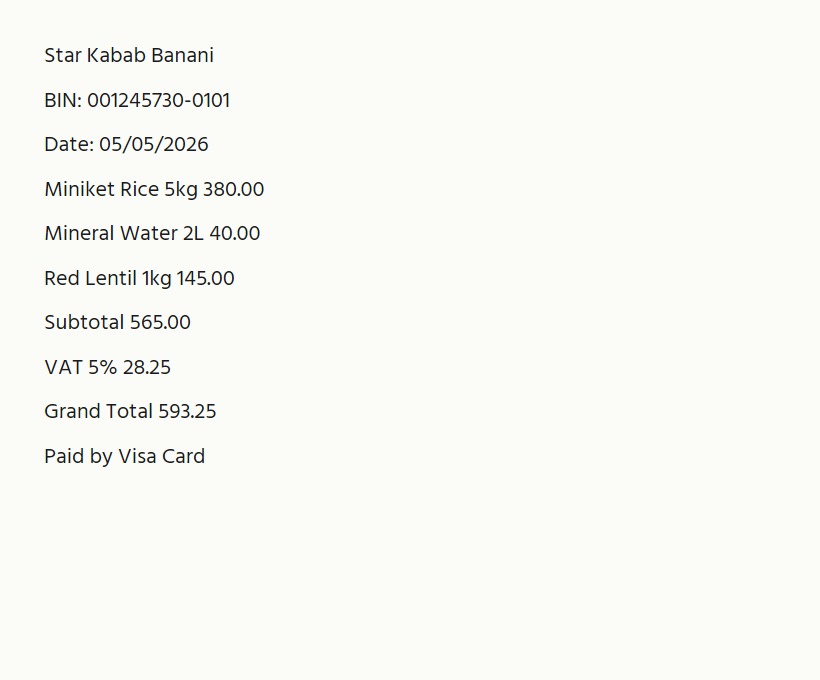 Star Kabab Banani
BIN: 001245730-0101
Date: 05/05/2026
Miniket Rice 5kg 380.00
Mineral Water 2L 40.00
Red Lentil 1kg 145.00
Subtotal 565.00
VAT 5% 28.25
Grand Total 593.25
Paid by Visa Card